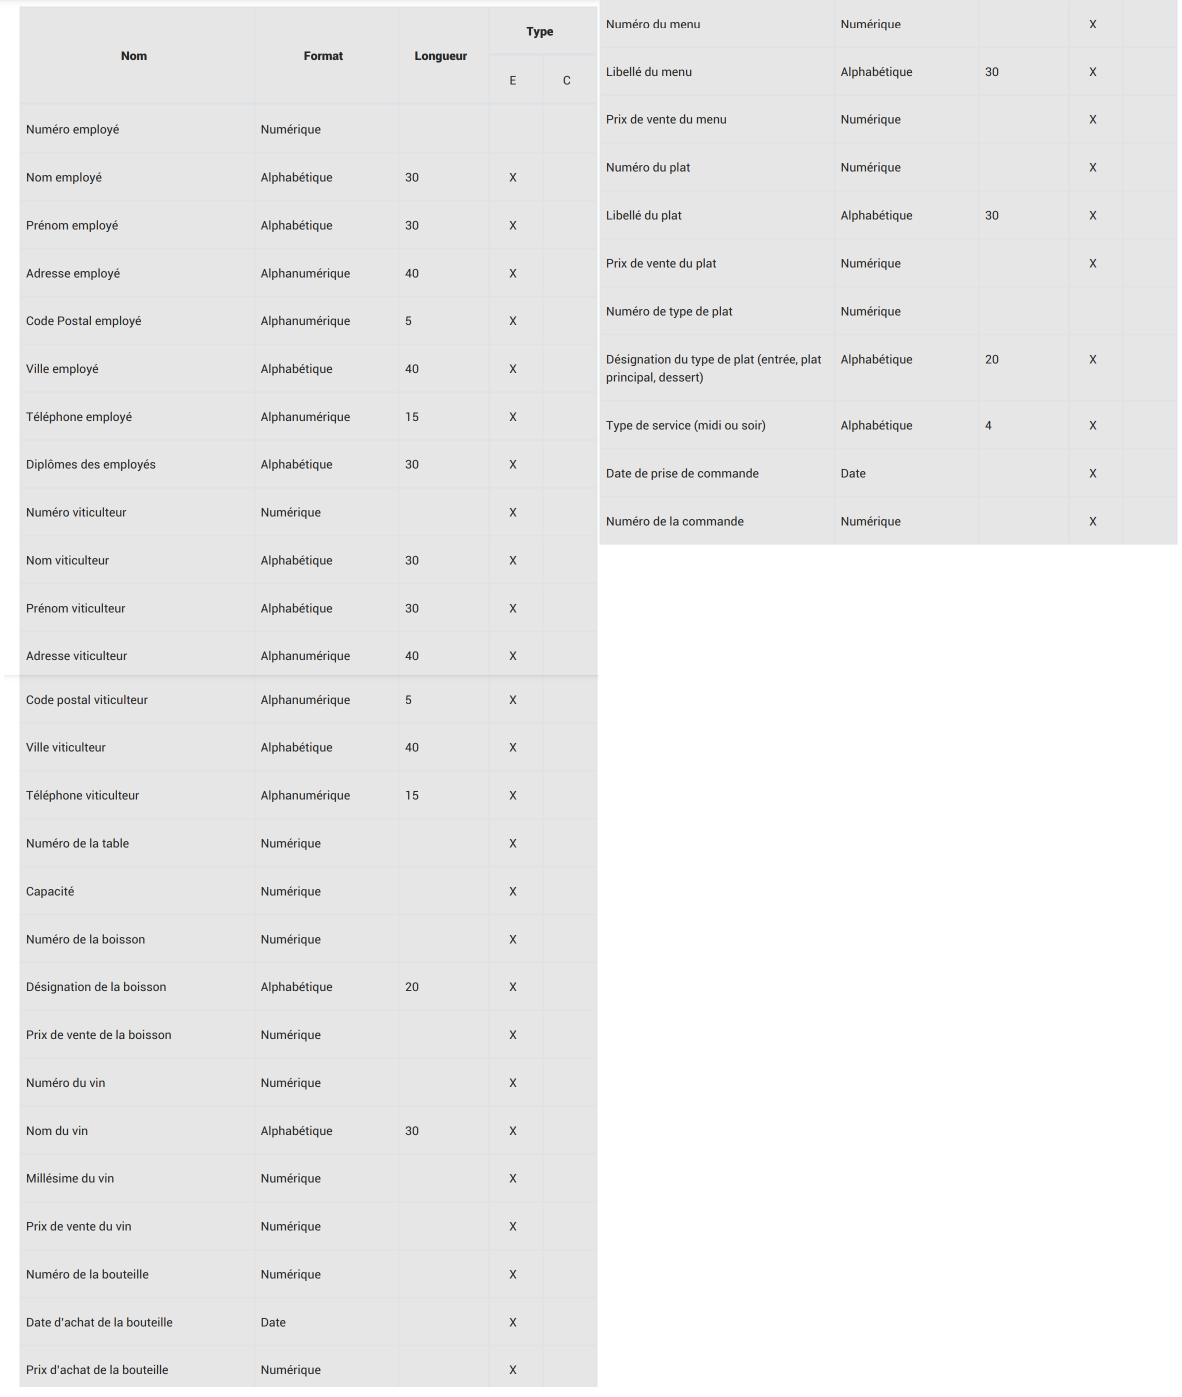 Nom Format Longueur Type
E C
Numéro employé Numérique
Nom employé Alphabétique 30 X
Prénom employé Alphabétique 30 X
Adresse employé Alphanumérique 40 X
Code Postal employé Alphanumérique 5 X
Ville employé Alphabétique 40 X
Téléphone employé Alphanumérique 15 X
Diplômes des employés Alphabétique 30 X
Numéro viticulteur Numérique X
Nom viticulteur Alphabétique 30 X
Prénom viticulteur Alphabétique 30 X
Adresse viticulteur Alphanumérique 40 X
Code postal viticulteur Alphanumérique 5 X
Ville viticulteur Alphabétique 40 X
Téléphone viticulteur Alphanumérique 15 X
Numéro de la table Numérique X
Capacité Numérique X
Numéro de la boisson Numérique X
Désignation de la boisson Alphabétique 20 X
Prix de vente de la boisson Numérique X
Numéro du vin Numérique X
Nom du vin Alphabétique 30 X
Millésime du vin Numérique X
Prix de vente du vin Numérique X
Numéro de la bouteille Numérique X
Date d'achat de la bouteille Date X
Prix d'achat de la bouteille Numérique X
Numéro du menu Numérique X
Libellé du menu Alphabétique 30 X
Prix de vente du menu Numérique X
Numéro du plat Numérique X
Libellé du plat Alphabétique 30 X
Prix de vente du plat Numérique X
Numéro de type de plat Numérique
Désignation du type de plat (entrée, plat Alphabétique 20 X
principal, dessert)
Type de service (midi ou soir) Alphabétique 4 X
Date de prise de commande Date X
Numéro de la commande Numérique X